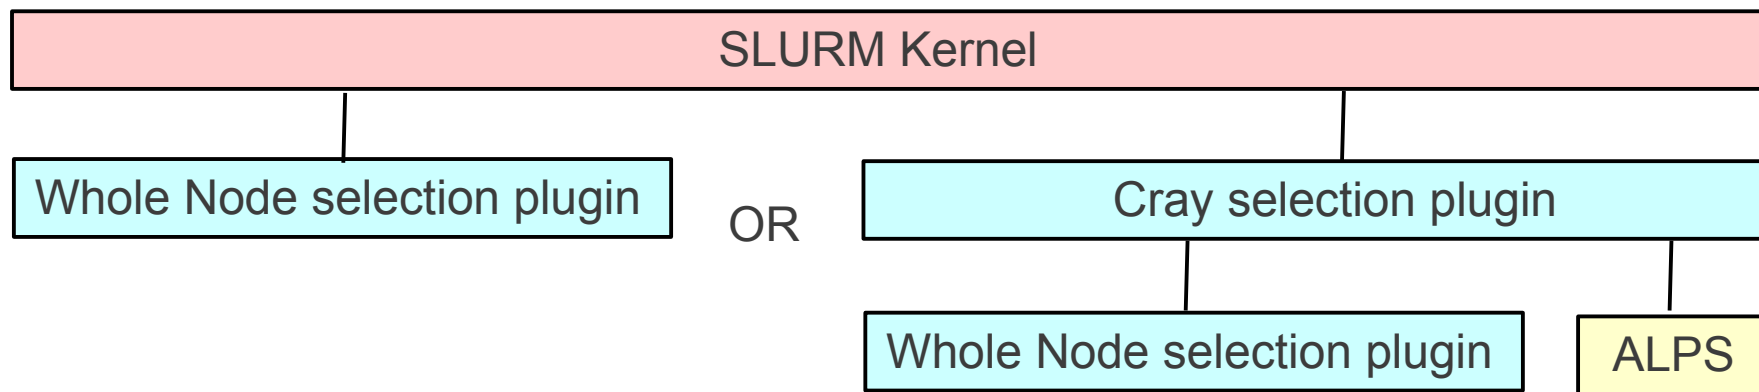 SLURM Kernel
Whole Node selection plugin
OR
Cray selection plugin
Whole Node selection plugin
ALPS